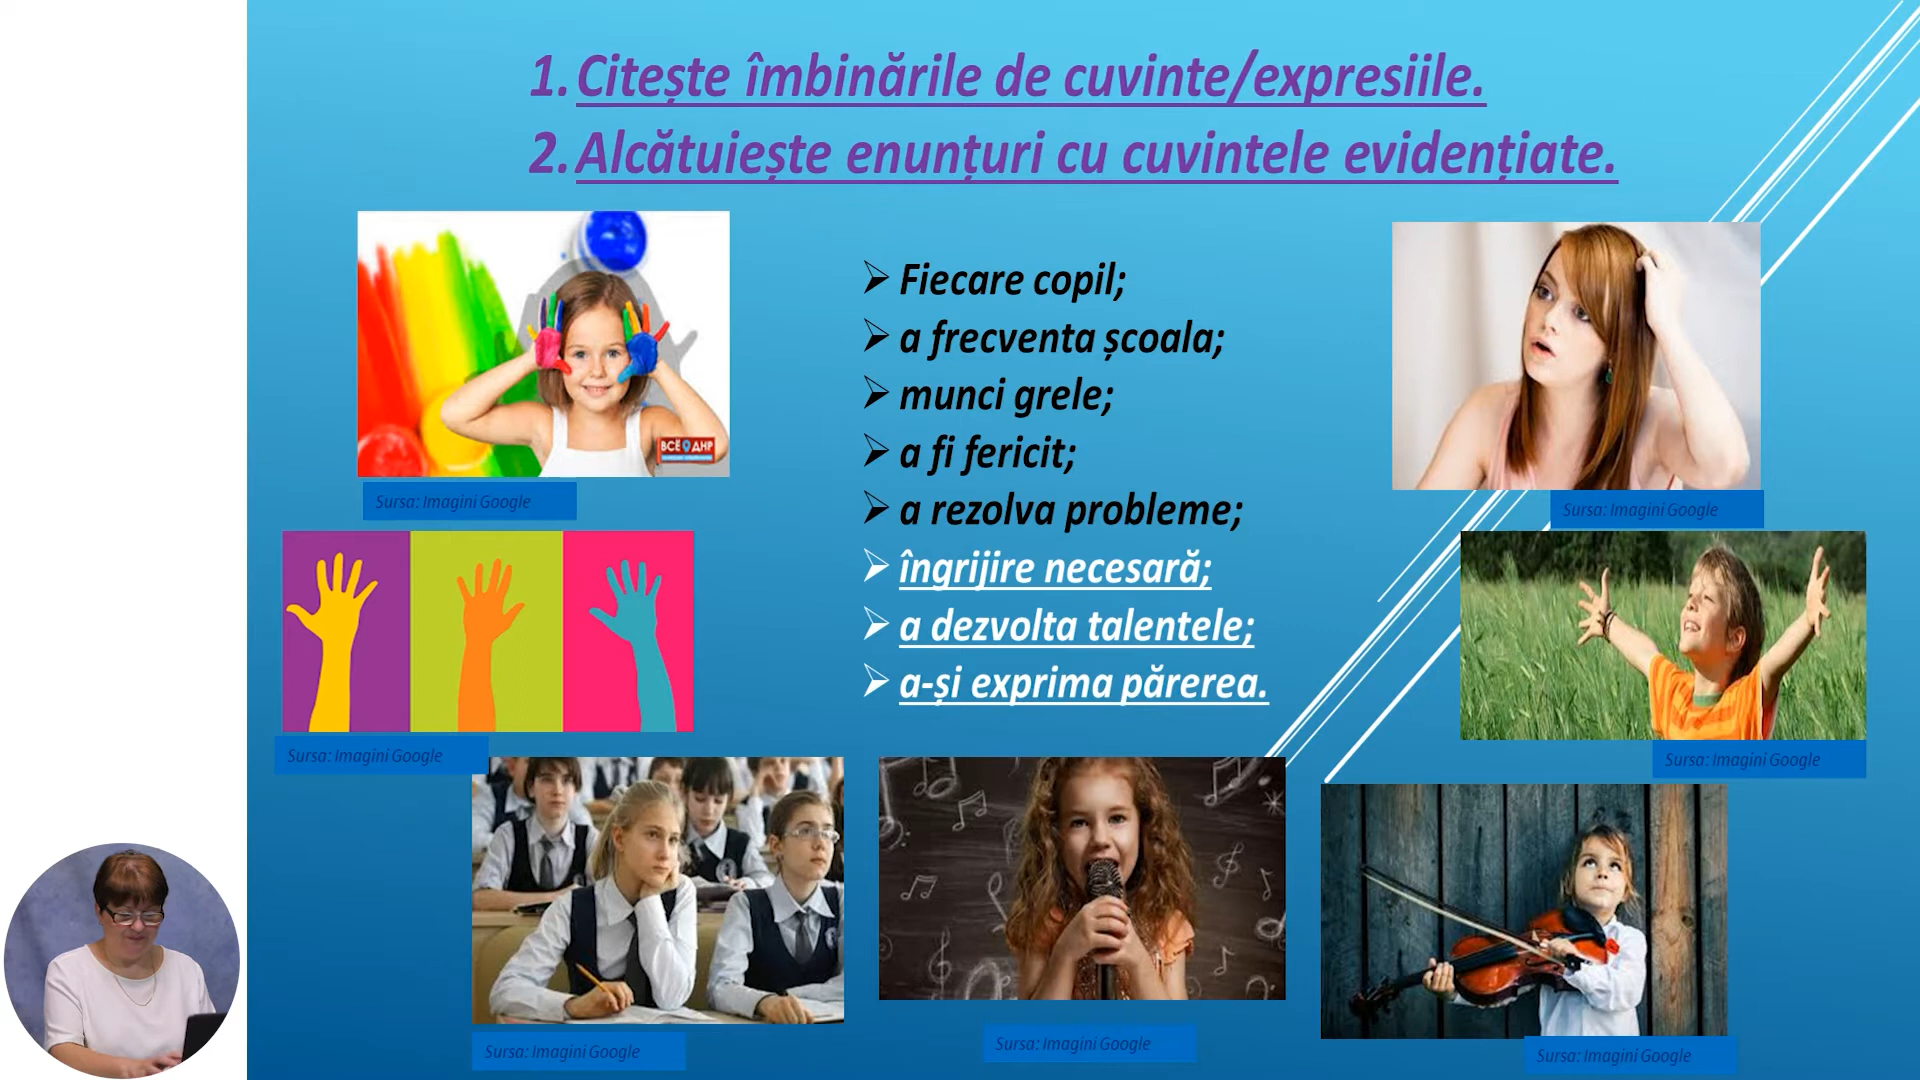 1. Citește îmbinările de cuvinte/expresiile.
2. Alcătuiește enunțuri cu cuvintele evidențiate.
Fiecare copil;
a frecventa școala;
munci grele;
a fi fericit;
a rezolva probleme;
îngrijire necesară;
a dezvolta talentele;
a-și exprima părerea.
ВСЁ ДНР
Sursa: Imagini Google
Sursa: Imagini Google
Sursa: Imagini Google
Sursa: Imagini Google
Sursa: Imagini Google
Sursa: Imagini Google
Sursa: Imagini Google